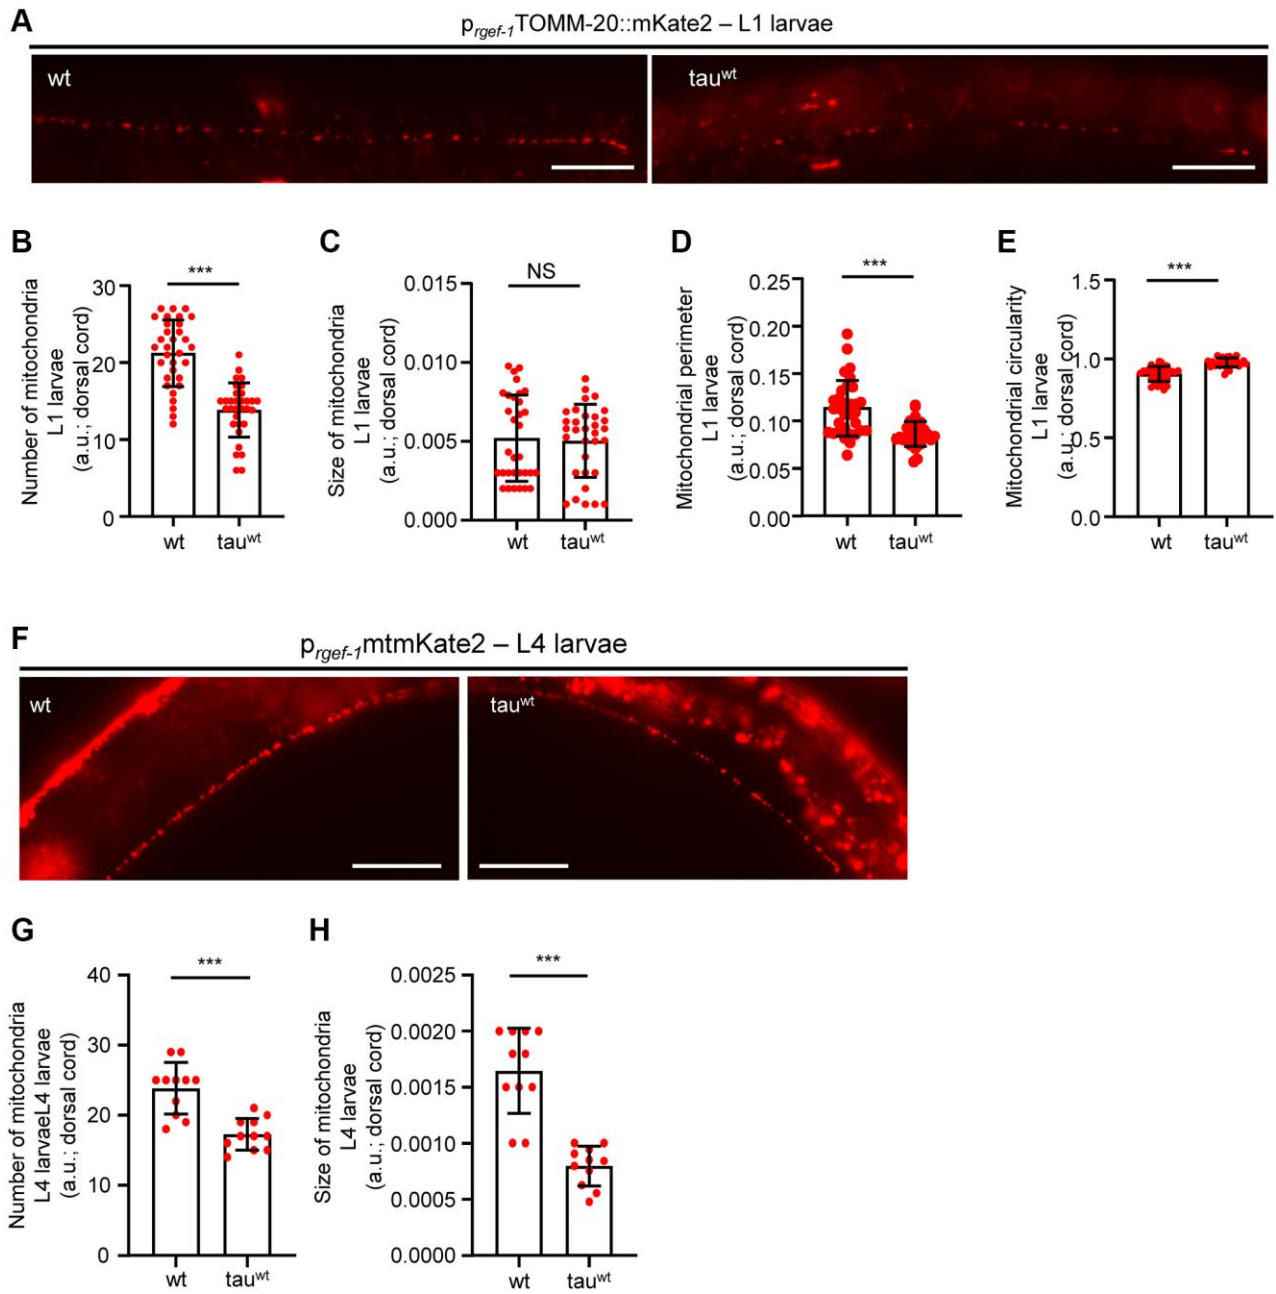 A
p_rgef-1_TOMM-20::mKate2 – L1 larvae
wt
tau^wt
B
Number of mitochondria
L1 larvae
(a.u.; dorsal cord)
30
20
10
0
***
wt
tau^wt
C
Size of mitochondria
L1 larvae
(a.u.; dorsal cord)
0.015
0.010
0.005
0.000
NS
wt
tau^wt
D
Mitochondrial perimeter
L1 larvae
(a.u.; dorsal cord)
0.25
0.20
0.15
0.10
0.05
0.00
***
wt
tau^wt
E
Mitochondrial circularity
L1 larvae
(a.u.; dorsal cord)
1.5
1.0
0.5
0.0
***
wt
tau^wt
F
p_rgef-1_mtmKate2 – L4 larvae
wt
tau^wt
G
Number of mitochondria
L4 larvaeL4 larvae
(a.u.; dorsal cord)
40
30
20
10
0
***
wt
tau^wt
H
Size of mitochondria
L4 larvae
(a.u.; dorsal cord)
0.0025
0.0020
0.0015
0.0010
0.0005
0.0000
***
wt
tau^wt